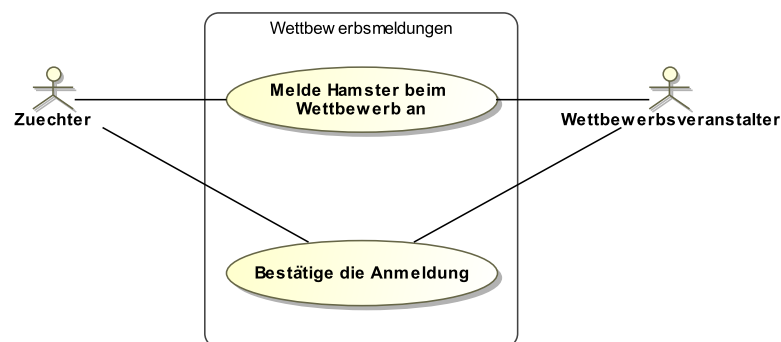 Wettbewerbsmeldungen
Melde Hamster beim
Wettbewerb an
Zuechter
Wettbewerbsveranstalter
Bestätige die Anmeldung